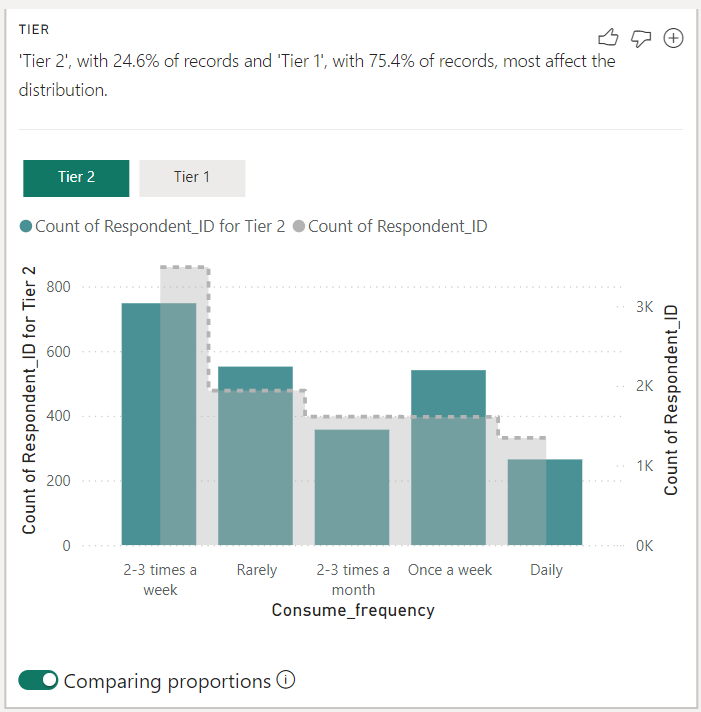 TIER
'Tier 2', with 24.6% of records and 'Tier 1', with 75.4% of records, most affect the
distribution.
Tier 2
Tier 1
Count of Respondent_ID for Tier 2
Count of Respondent_ID
Count of Respondent_ID for Tier 2
800
600
400
200
0
3K
2K
1K
0K
Count of Respondent_ID
2-3 times a
week
Rarely
2-3 times a
month
Once a week
Daily
Consume_frequency
Comparing proportions